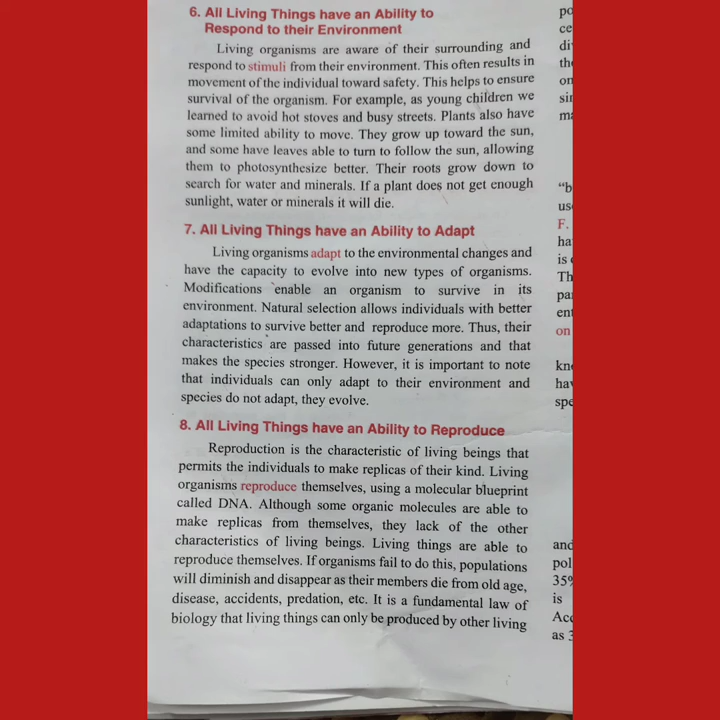 6. All Living Things have an Ability to
Respond to their Environment
Living organisms are aware of their surrounding and
respond to stimuli from their environment. This often results in
movement of the individual toward safety. This helps to ensure
survival of the organism. For example, as young children we
learned to avoid hot stoves and busy streets. Plants also have
some limited ability to move. They grow up toward the sun,
and some have leaves able to turn to follow the sun, allowing
them to photosynthesize better. Their roots grow down to
search for water and minerals. If a plant does not get enough
sunlight, water or minerals it will die.
7. All Living Things have an Ability to Adapt
Living organisms adapt to the environmental changes and
have the capacity to evolve into new types of organisms.
Modifications enable an organism to survive in its
environment. Natural selection allows individuals with better
adaptations to survive better and reproduce more. Thus, their
characteristics are passed into future generations and that
makes the species stronger. However, it is important to note
that individuals can only adapt to their environment and
species do not adapt, they evolve.
8. All Living Things have an Ability to Reproduce
Reproduction is the characteristic of living beings that
permits the individuals to make replicas of their kind. Living
organisms reproduce themselves, using a molecular blueprint
called DNA. Although some organic molecules are able to
make replicas from themselves, they lack of the other
characteristics of living beings. Living things are able to
reproduce themselves. If organisms fail to do this, populations
will diminish and disappear as their members die from old age,
disease, accidents, predation, etc. It is a fundamental law of
biology that living things can only be produced by other living
F.
is
on
is
as 3